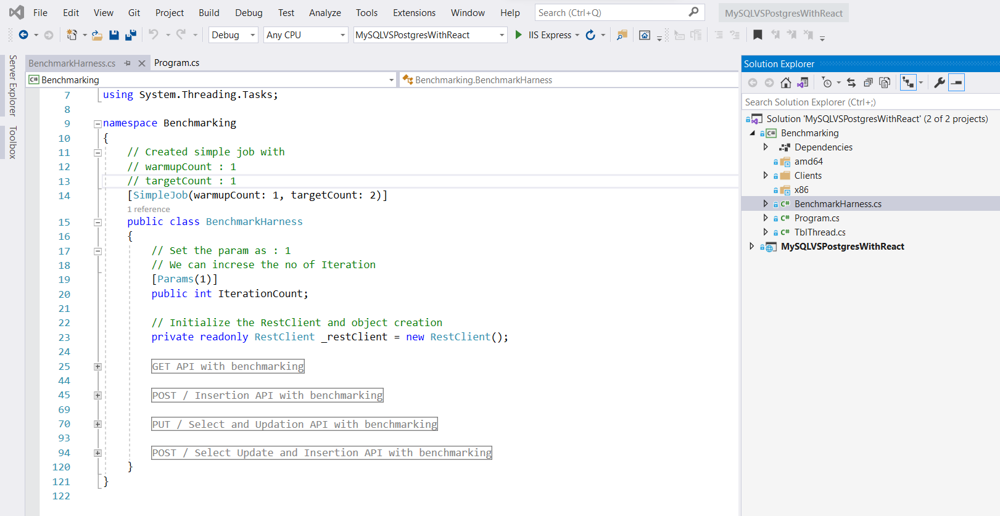 File Edit View Git Project Build Debug Test Analyze Tools Extensions Window Help Search (Ctrl+Q) MySQLVSPostgresWithReact
Debug Any CPU MySQLVSPostgresWithReact IIS Express
Server Explorer
Toolbox
BenchmarkHarness.cs Program.cs
C# Benchmarking Benchmarking.BenchmarkHarness
7 using System.Threading.Tasks;
8
9 namespace Benchmarking
10 {
11 // Created simple job with
12 // warmupCount : 1
13 // targetCount : 1
14 [SimpleJob(warmupCount: 1, targetCount: 2)]
1 reference
15 public class BenchmarkHarness
16 {
17 // Set the param as : 1
18 // We can increse the no of Iteration
19 [Params(1)]
20 public int IterationCount;
21
22 // Initialize the RestClient and object creation
23 private readonly RestClient _restClient = new RestClient();
24
25 GET API with benchmarking
44
45 POST / Insertion API with benchmarking
69
70 PUT / Select and Updation API with benchmarking
93
94 POST / Select Update and Insertion API with benchmarking
120 }
121 }
122
Solution Explorer
Search Solution Explorer (Ctrl+;)
Solution 'MySQLVSPostgresWithReact' (2 of 2 projects)
C# Benchmarking
Dependencies
amd64
Clients
x86
C# BenchmarkHarness.cs
C# Program.cs
C# TblThread.cs
MySQLVSPostgresWithReact